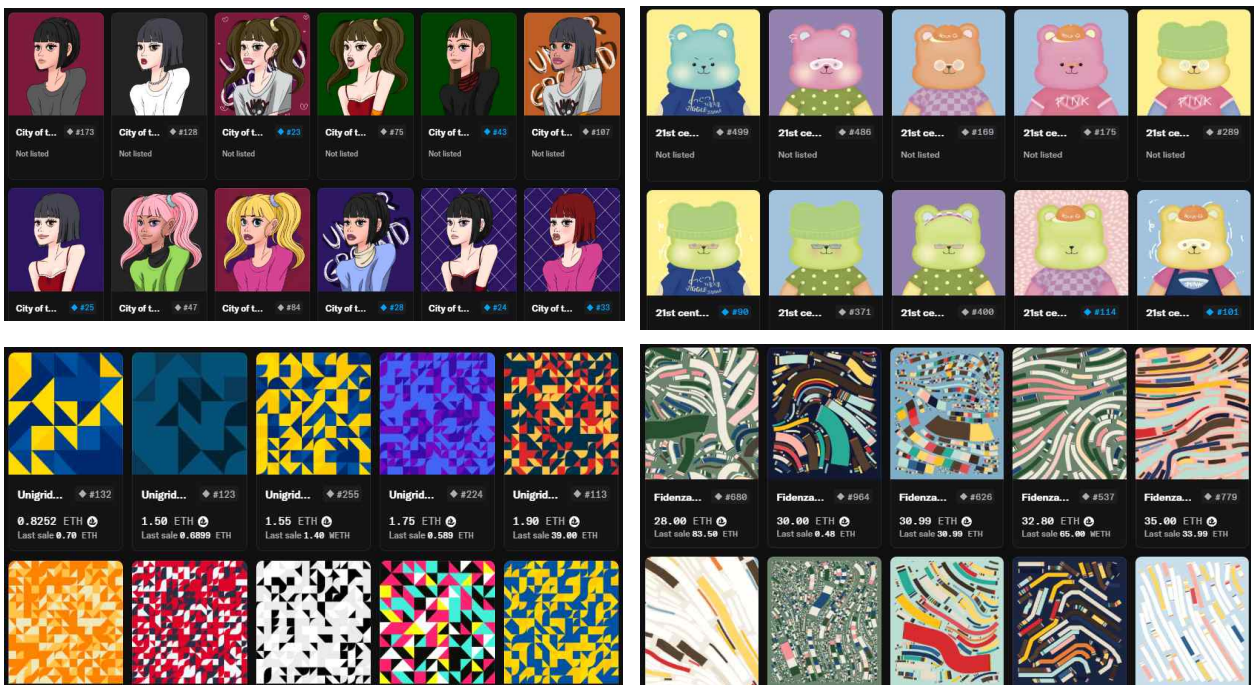 City of t... #173
City of t... #128
City of t... #23
City of t... #75
City of t... #43
City of t... #107
Not listed
Not listed
Not listed
Not listed
City of t... #25
City of t... #47
City of t... #84
City of t... #28
City of t... #24
City of t... #33
PINK
PINK
21st ce... #499
21st ce... #486
21st ce... #169
21st ce... #175
21st ce... #289
Not listed
Not listed
Not listed
Not listed
Not listed
21st cent... #90
21st ce... #371
21st ce... #400
21st ce... #114
21st ce... #101
Unigrid... #132
Unigrid... #123
Unigrid... #255
Unigrid... #224
Unigrid... #113
0.8252 ETH
1.50 ETH
1.55 ETH
1.75 ETH
1.90 ETH
Last sale 0.70 ETH
Last sale 0.6899 ETH
Last sale 1.40 WETH
Last sale 0.589 ETH
Last sale 39.00 ETH
Fidenza... #680
Fidenza... #964
Fidenza... #626
Fidenza... #537
Fidenza... #779
28.00 ETH
30.00 ETH
30.99 ETH
32.80 ETH
35.00 ETH
Last sale 83.50 ETH
Last sale 0.48 ETH
Last sale 30.99 ETH
Last sale 65.00 WETH
Last sale 33.99 ETH